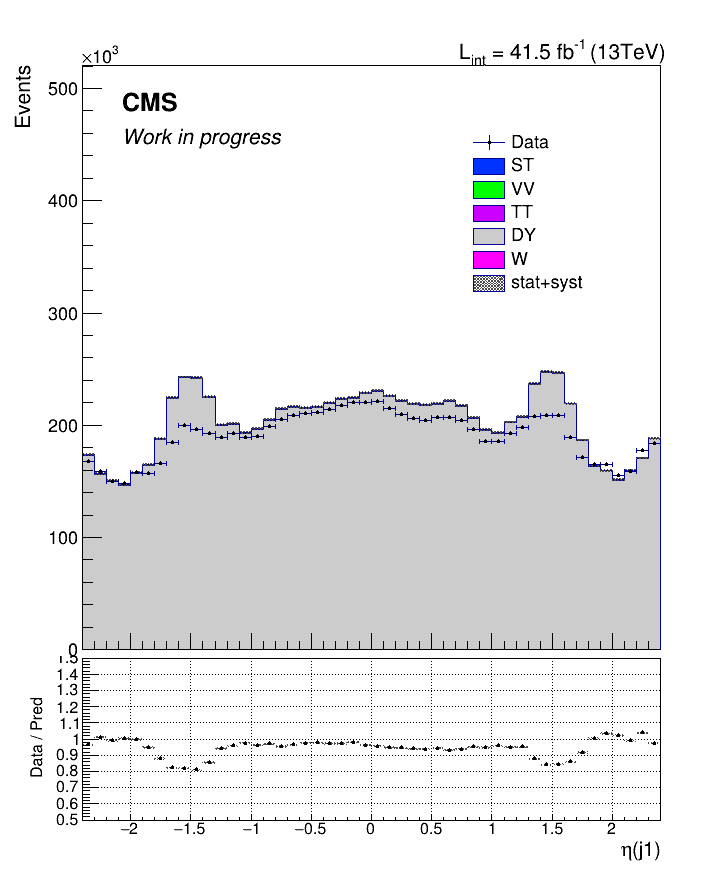 ×10³
L_int = 41.5 fb⁻¹ (13TeV)
Events
500
CMS
Work in progress
Data
ST
VV
TT
DY
W
stat+syst
400
300
200
100
0
Data / Pred
1.5
1.4
1.3
1.2
1.1
1
0.9
0.8
0.7
0.6
0.5
−2 −1.5 −1 −0.5 0 0.5 1 1.5 2
η(j1)